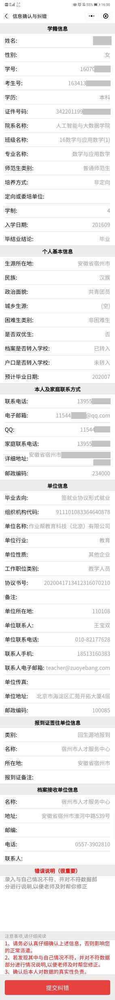 3.4
K/s
55%
16:50
信息确认与纠错
学籍信息
姓名:
性别: 女
学号: 16070
考生号: 163413
学历: 本科
证件号码: 342201199
院系名称: 人工智能与大数据学院
班级名称: 16数学与应用数学(1)
专业名称: 数学与应用数学
师范生类别: 普通师范生
培养方式: 非定向
定向或委培单位:
学制: 4
入学日期: 201609
毕结业结论: 毕业
个人基本信息
生源所在地: 安徽省宿州市
民族: 汉族
政治面貌: 共青团员
城乡生源: (空)
困难生类别: 非困难生
是否双优生: 否
档案是否转入学校: 已转入
户口是否转入学校: 未转入
预计毕业日期: 202007
本人及家庭联系方式
联系电话: 13955
电子邮箱: 11544 @qq.com
QQ: 11544
家庭联系电话: 13955
详细地址: 安徽省宿州市
邮政编码: 234000
单位信息
毕业去向: 签就业协议形式就业
组织机构代码: 911101083364640878
单位名称: 作业帮教育科技（北京）有限公司
单位行业: 教育
单位性质: 其他企业
工作职位类别: 教学人员
协议书号: 2020041713412316070210
备注:
单位所在地: 110108
单位联系人: 王宝双
单位联系电话: 010-82177628
联系人手机: 18513160383
联系人电子邮箱: teacher@zuoyebang.com
单位传真:
单位地址: 北京市海淀区汇苑开拓大厦4层
邮政编码: 100085
报到证签往单位信息
类别: 回生源地报到
名称: 宿州市人才服务中心
所在地: 安徽省宿州市
报到证备注:
档案接收单位信息
名称: 宿州市人才服务中心
地址: 安徽省宿州市淮河中路539号
邮编:
电话: 0557-3902810
联系人:
错误说明（很重要）
录入与自己情况不符，并对不符数据部
分进行说明,以便老师及时帮你修正
注意事项,请仔细阅读
1、请务必认真仔细确认上述信息，否则影响您
的正常派遣。
2、若发现其中与自己情况不符，并对不符数据
部分进行情况说明,以便老师及时帮您修正。
3、确认后本人对数据的真实性负责。
提交纠错